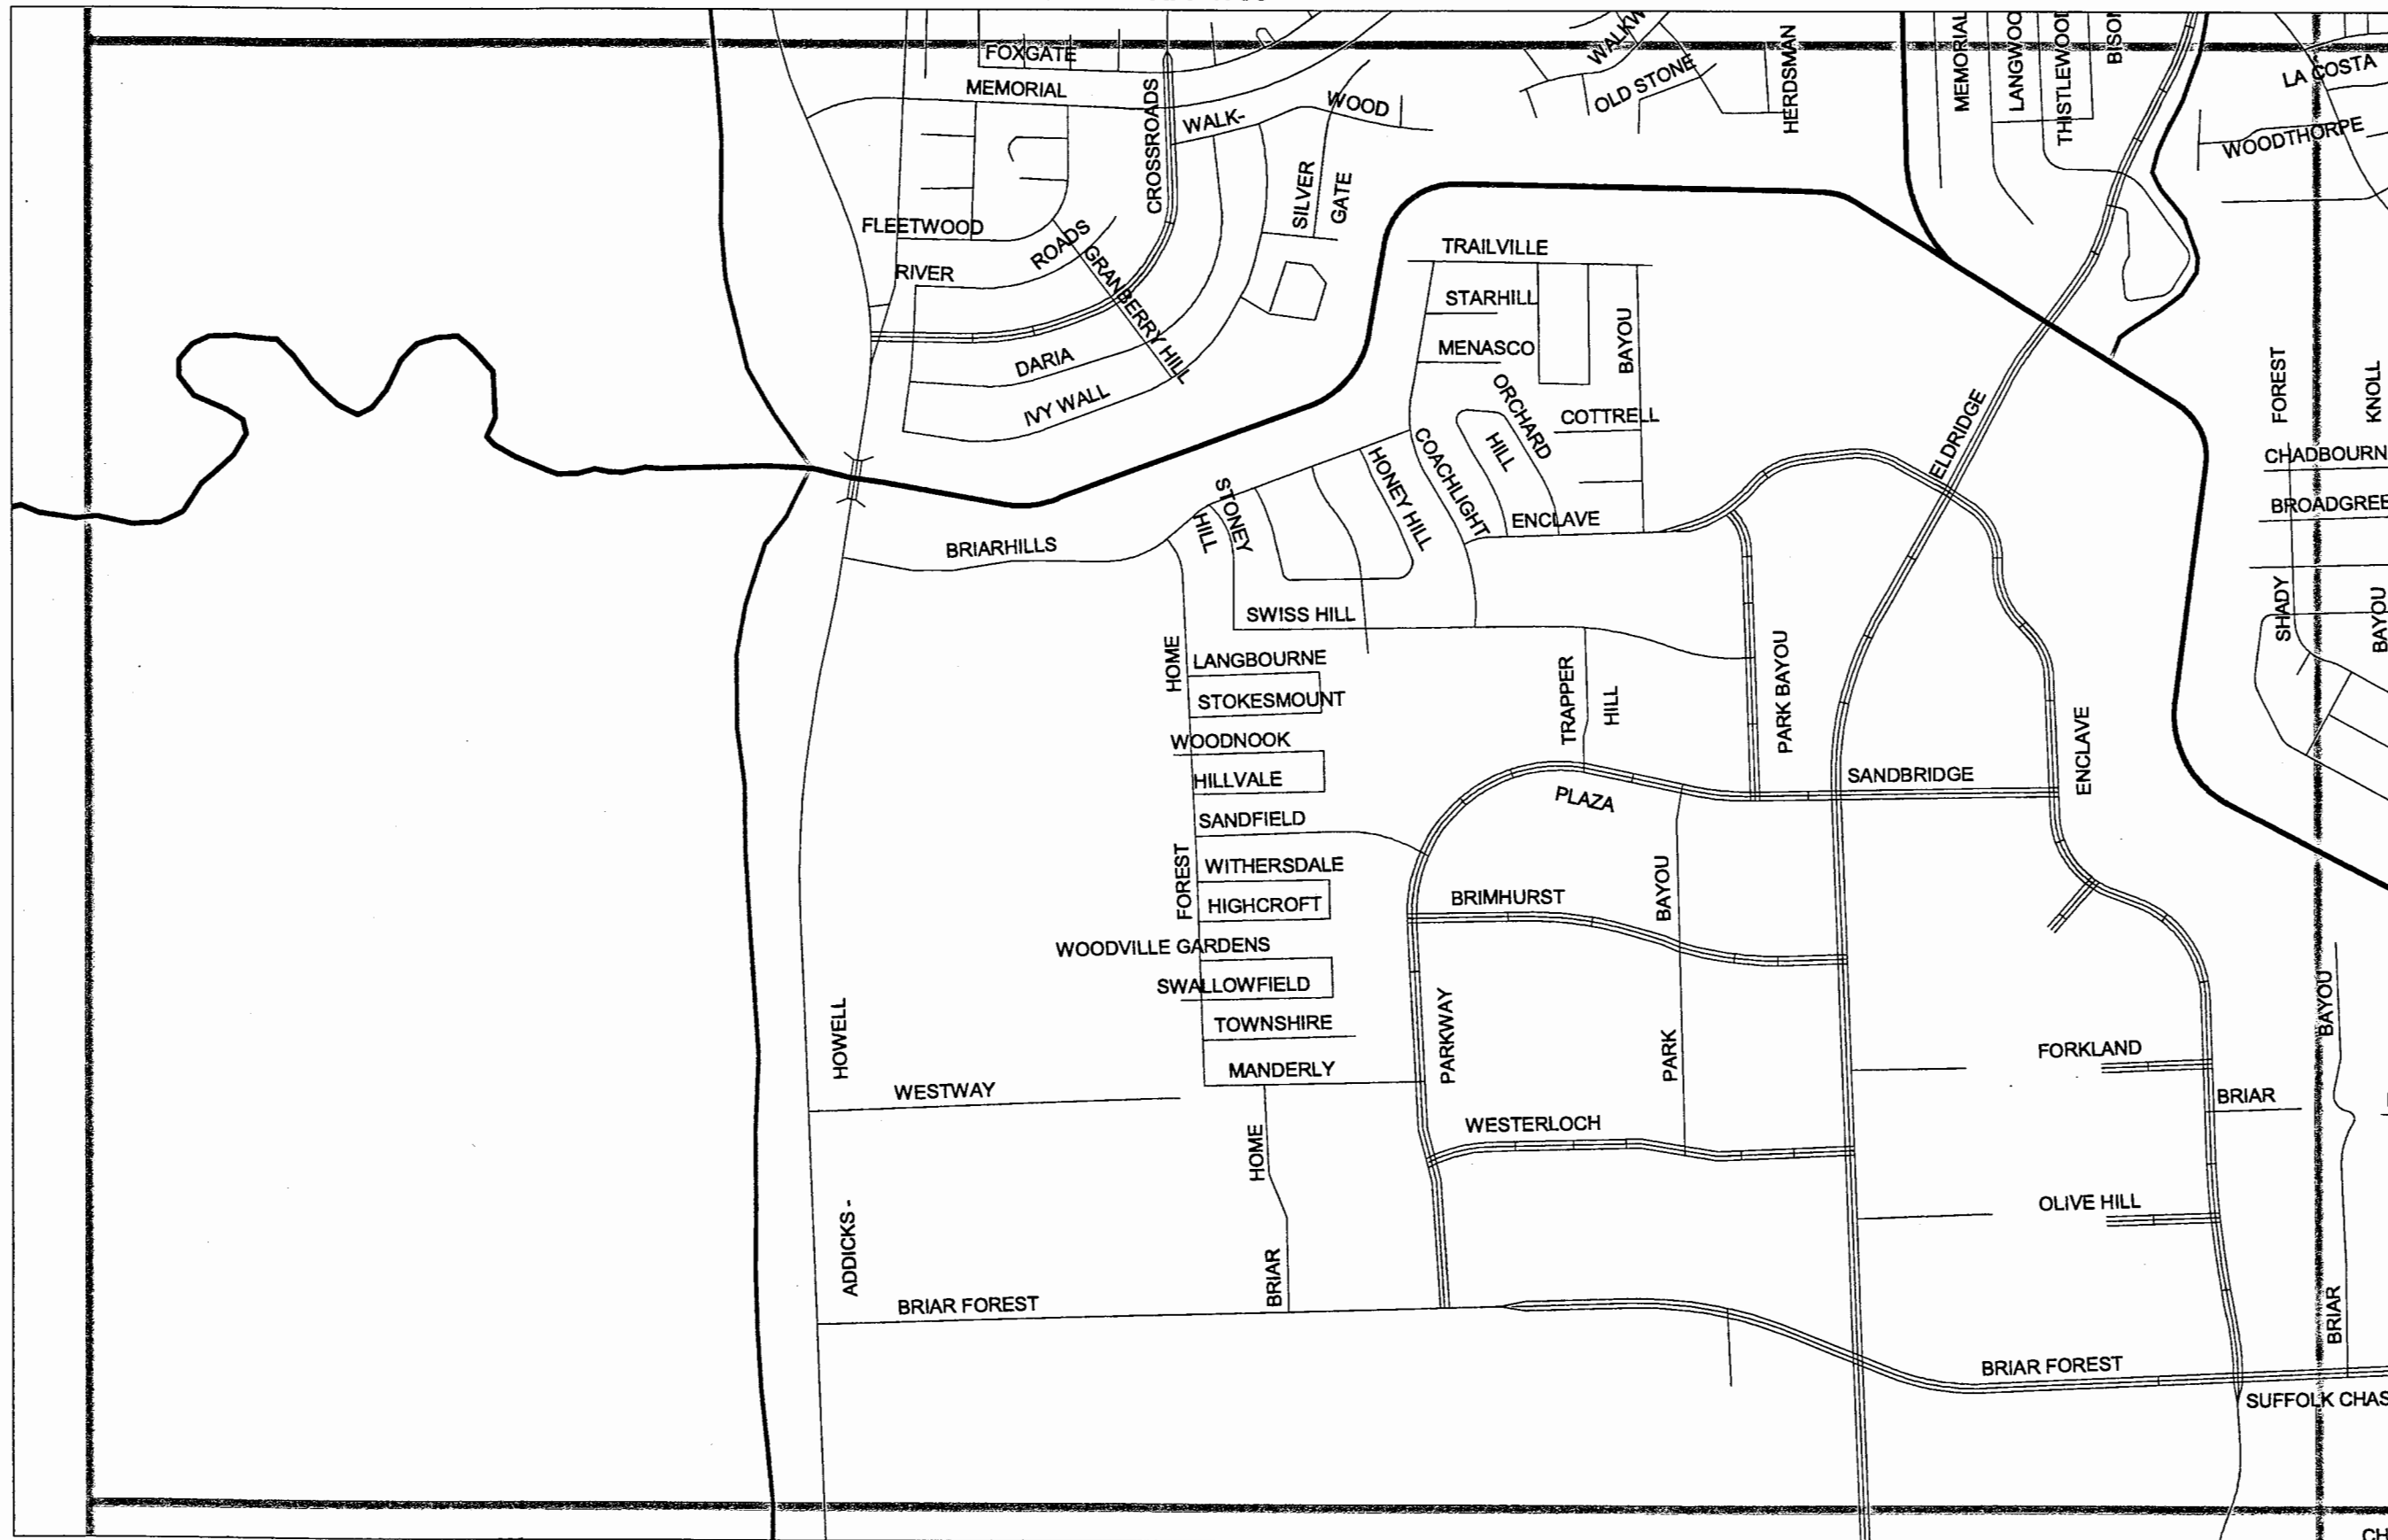 FOXGATE
MEMORIAL
CROSSROADS
WALK-
WOOD
OLD STONE
HERDSMAN
MEMORIAL
LA COSTA
WOODTHORPE
FLEETWOOD
SILVER
GATE
RIVER
ROADS
GRANBERRY HILL
TRAILVILLE
STARHILL
MENASCO
BAYOU
DARIA
IVY WALL
ORCHARD
HILL
COTTRELL
ELDRIDGE
FOREST
KNOLL
COACHLIGHT
HONEY HILL
STONEY
HILL
ENCLAVE
BRIARHILLS
SWISS HILL
SHADY
BAYOU
HOME
LANGBOURNE
STOKESMOUNT
TRAPPER
HILL
PARK BAYOU
ENCLAVE
WOODNOOK
HILLVALE
PLAZA
SANDBRIDGE
SANDFIELD
FOREST
WITHERSDALE
HIGHCROFT
BRIMHURST
BAYOU
WOODVILLE GARDENS
SWALLOWFIELD
TOWNSHIRE
MANDERLY
HOWELL
WESTWAY
PARKWAY
PARK
FORKLAND
BAYOU
BRIAR
WESTERLOCH
HOME
OLIVE HILL
ADDICKS -
BRIAR
BRIAR FOREST
BRIAR
BRIAR FOREST
SUFFOLK